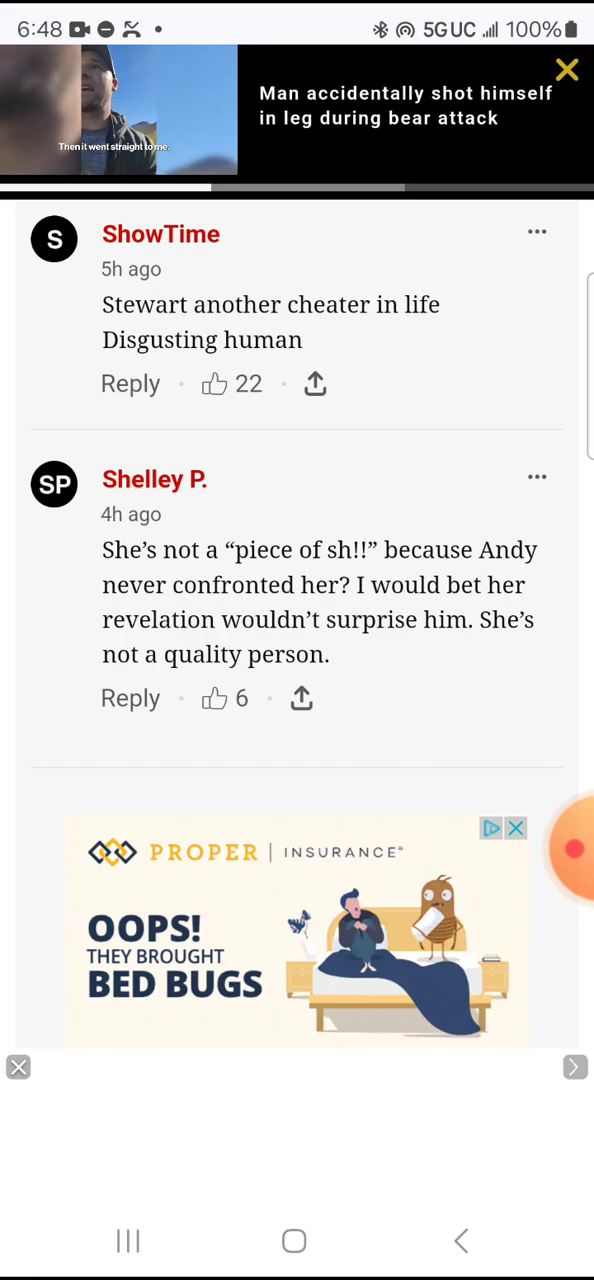 6:48
5GUC
100%
Man accidentally shot himself
in leg during bear attack
Then it went straight to me.
S
ShowTime
5h ago
Stewart another cheater in life
Disgusting human
Reply
22
SP
Shelley P.
4h ago
She’s not a “piece of sh!!” because Andy
never confronted her? I would bet her
revelation wouldn’t surprise him. She’s
not a quality person.
Reply
6
PROPER | INSURANCE®
OOPS!
THEY BROUGHT
BED BUGS